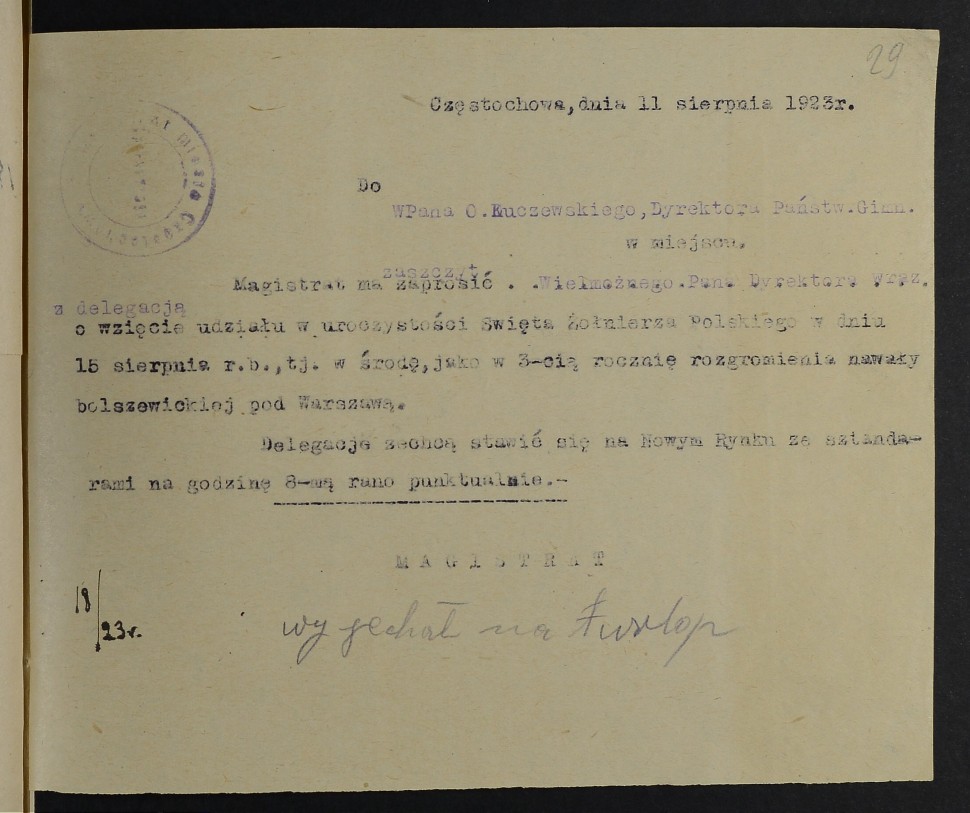 29
Częstochowa, dnia 11 sierpnia 1923r.
Do
WPana O.Kuczewskiego, Dyrektora Państw.Gimn.
w miejscu.
zaszczyt
Magistrat ma zaprosić . .Wielmożnego.Pana Dyrektora wraz.
z delegacją
o wzięcie udziału w uroczystości Święta Żołnierza Polskiego w dniu
15 sierpnia r.b.,tj. w środę,jako w 3-cią rocznię rozgromienia nawały
bolszewickiej pod Warszawą.
Delegacje zechcą stawić się na Nowym Rynku ze sztanda-
rami na godzinę 8-mą rano punktualnie.-
M A G I S T R A T
18/23r.
wyjechał na